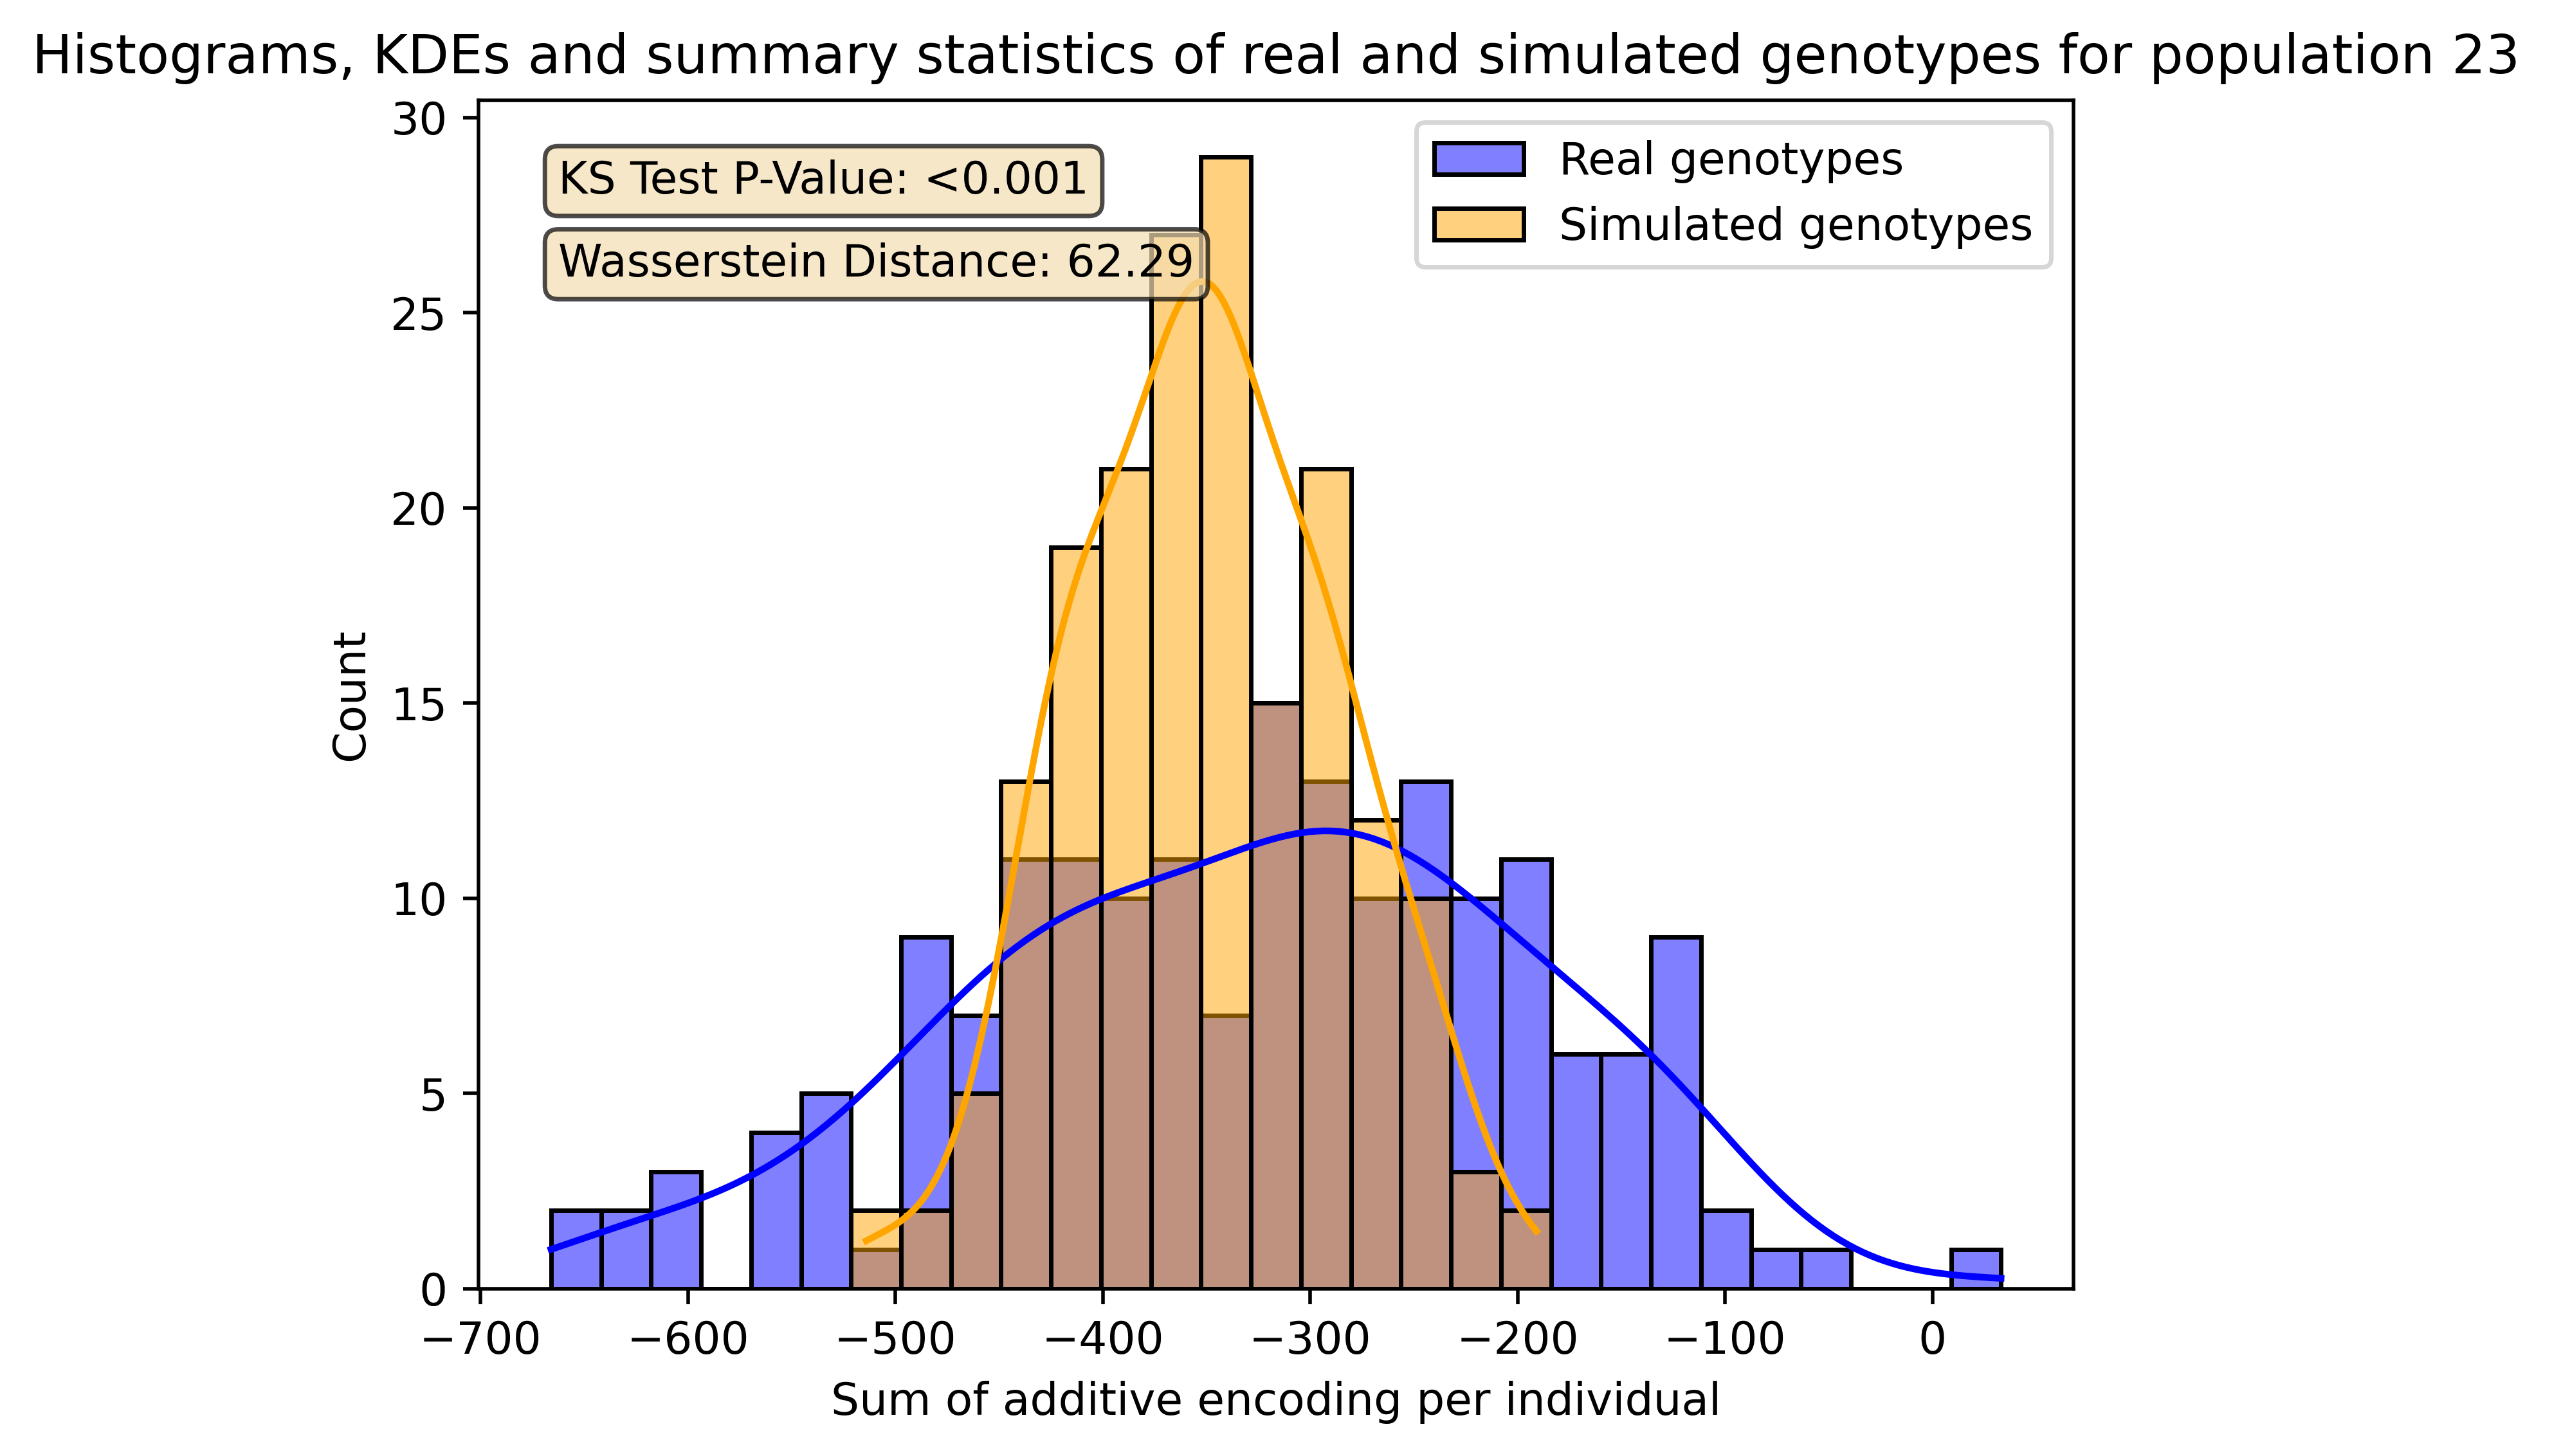 Histograms, KDEs and summary statistics of real and simulated genotypes for population 23
KS Test P-Value: <0.001
Wasserstein Distance: 62.29
Real genotypes
Simulated genotypes
30
25
20
15
10
5
0
Count
−700 −600 −500 −400 −300 −200 −100 0
Sum of additive encoding per individual